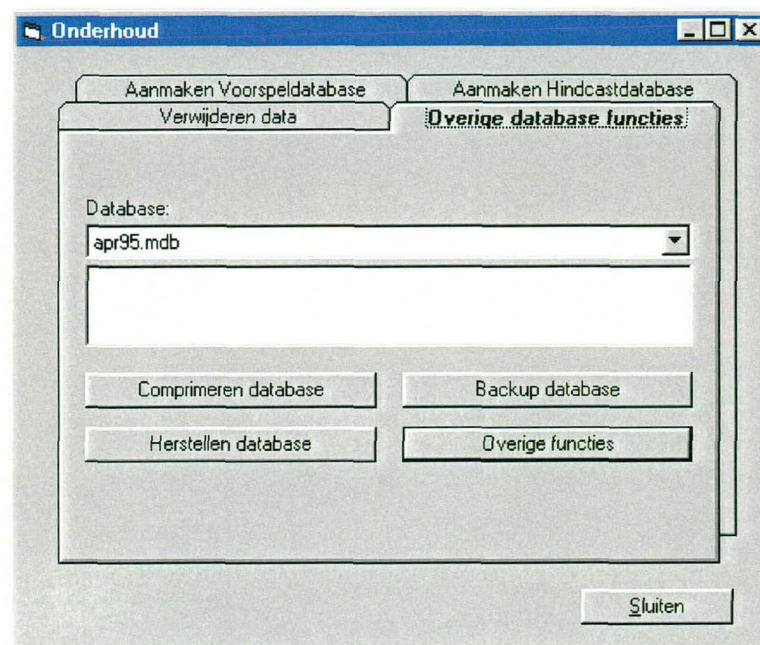 Onderhoud
Aanmaken Voorspeldatabase
Aanmaken Hindcastdatabase
Verwijderen data
Overige database functies
Database:
apr95.mdb
Comprimeren database
Backup database
Herstellen database
Overige functies
Sluiten